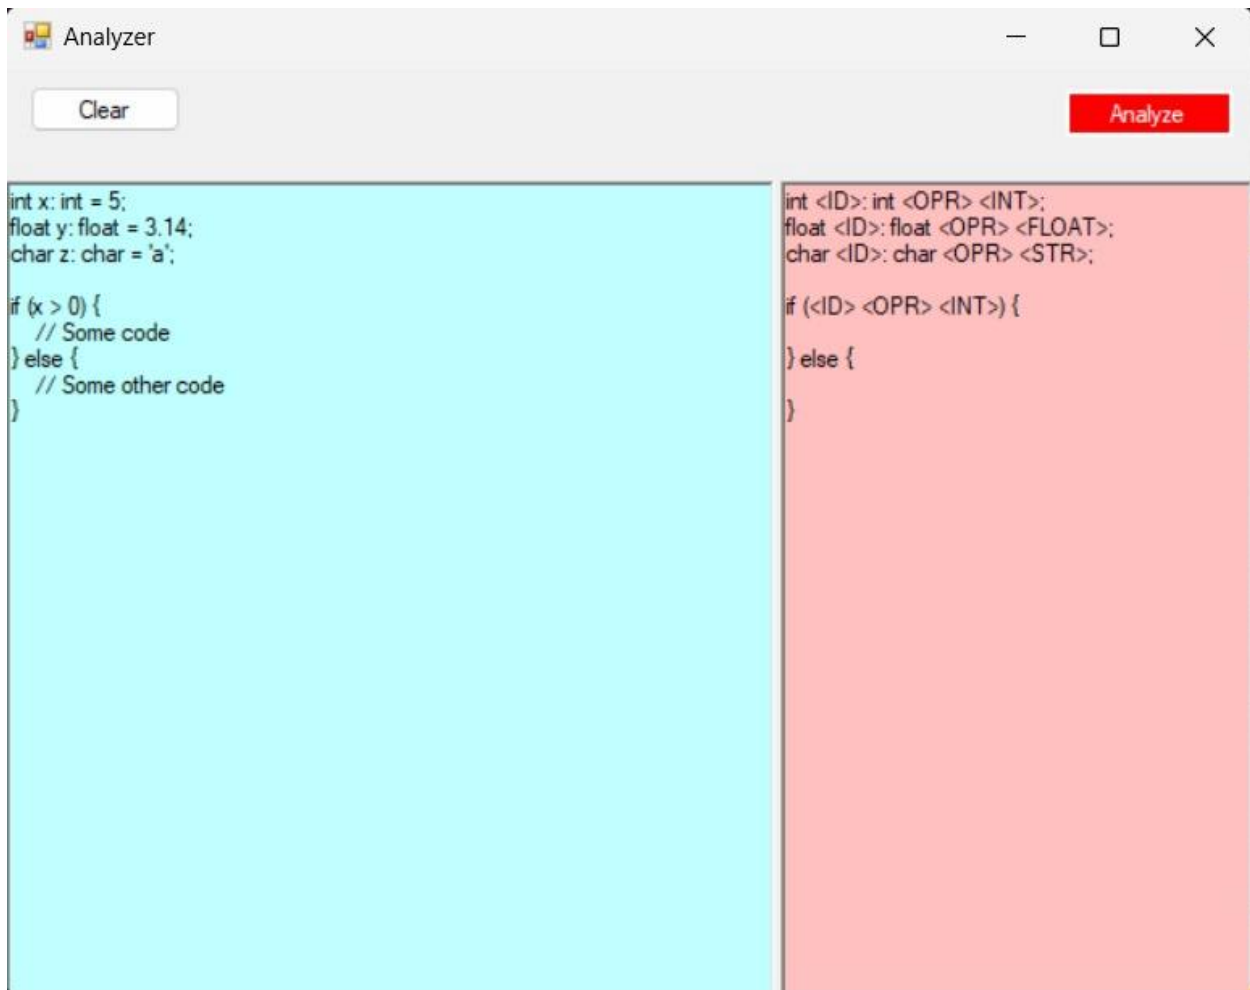 Analyzer
Clear
Analyze
int x: int = 5;
float y: float = 3.14;
char z: char = 'a';
if (x > 0) {
// Some code
} else {
// Some other code
}
int <ID>: int <OPR> <INT>;
float <ID>: float <OPR> <FLOAT>;
char <ID>: char <OPR> <STR>;
if (<ID> <OPR> <INT>) {
} else {
}